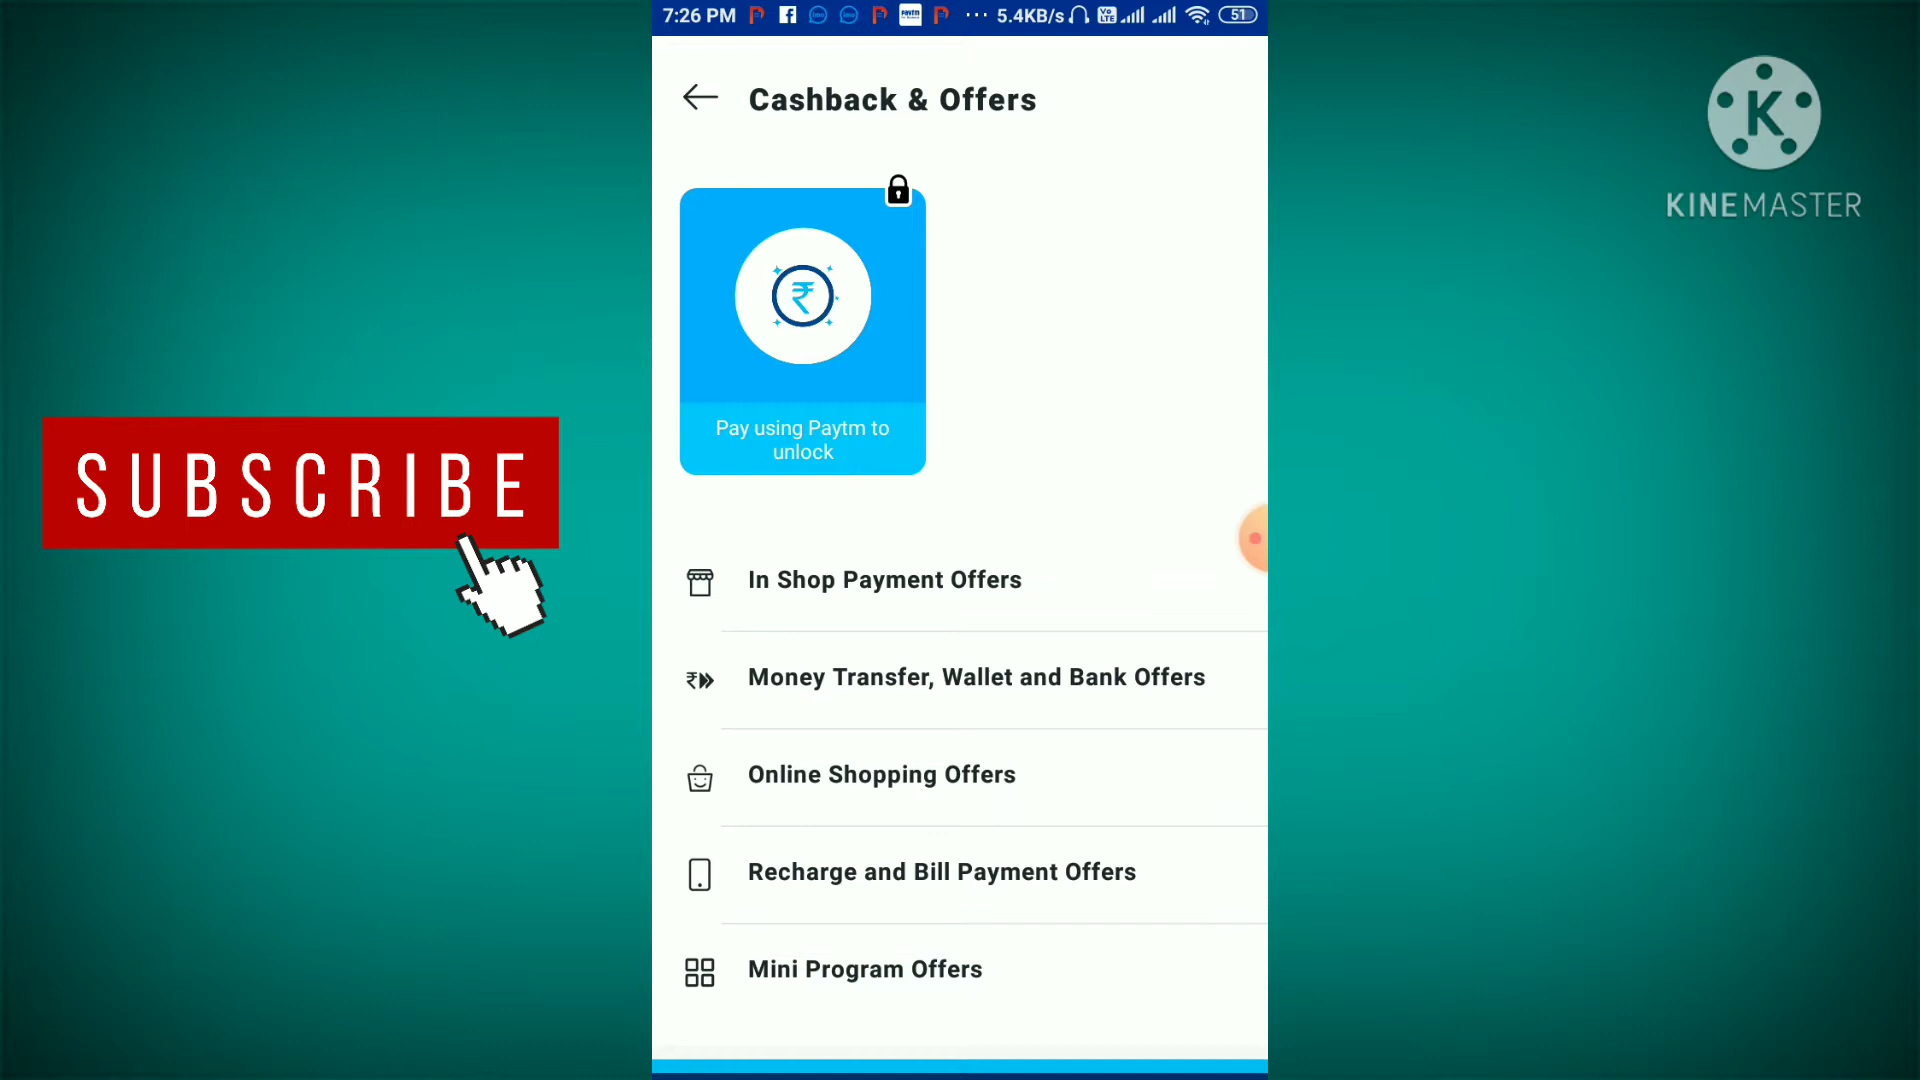 7:26 PM 5.4KB/s 51
Cashback & Offers
KINEMASTER
Pay using Paytm to
unlock
SUBSCRIBE
In Shop Payment Offers
Money Transfer, Wallet and Bank Offers
Online Shopping Offers
Recharge and Bill Payment Offers
Mini Program Offers